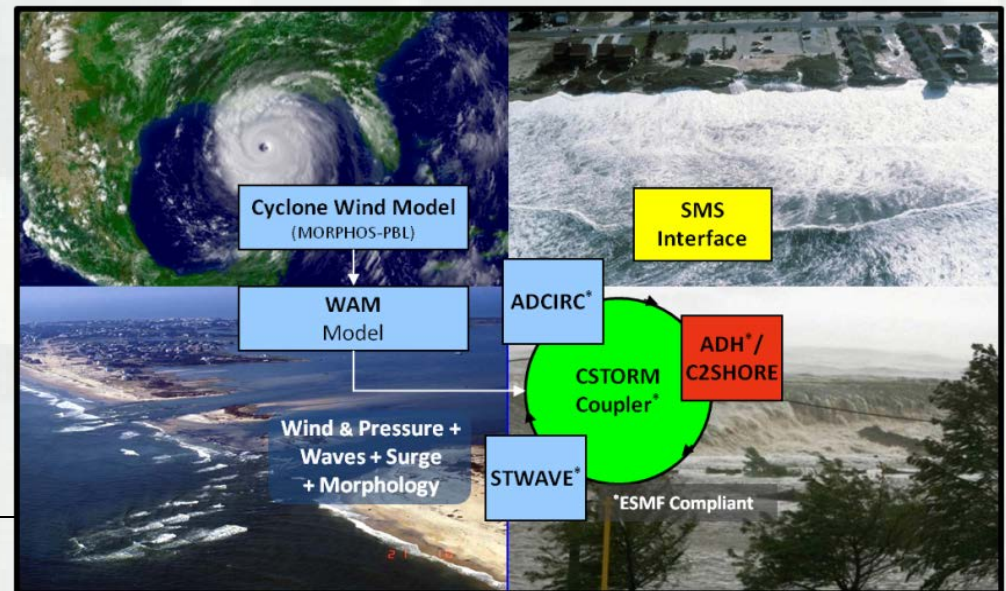 Cyclone Wind Model
(MORPHOS-PBL)
SMS
Interface
WAM
Model
ADCIRC*
ADH*/
C2SHORE
CSTORM
Coupler*
Wind & Pressure +
Waves + Surge
+ Morphology
STWAVE*
*ESMF Compliant